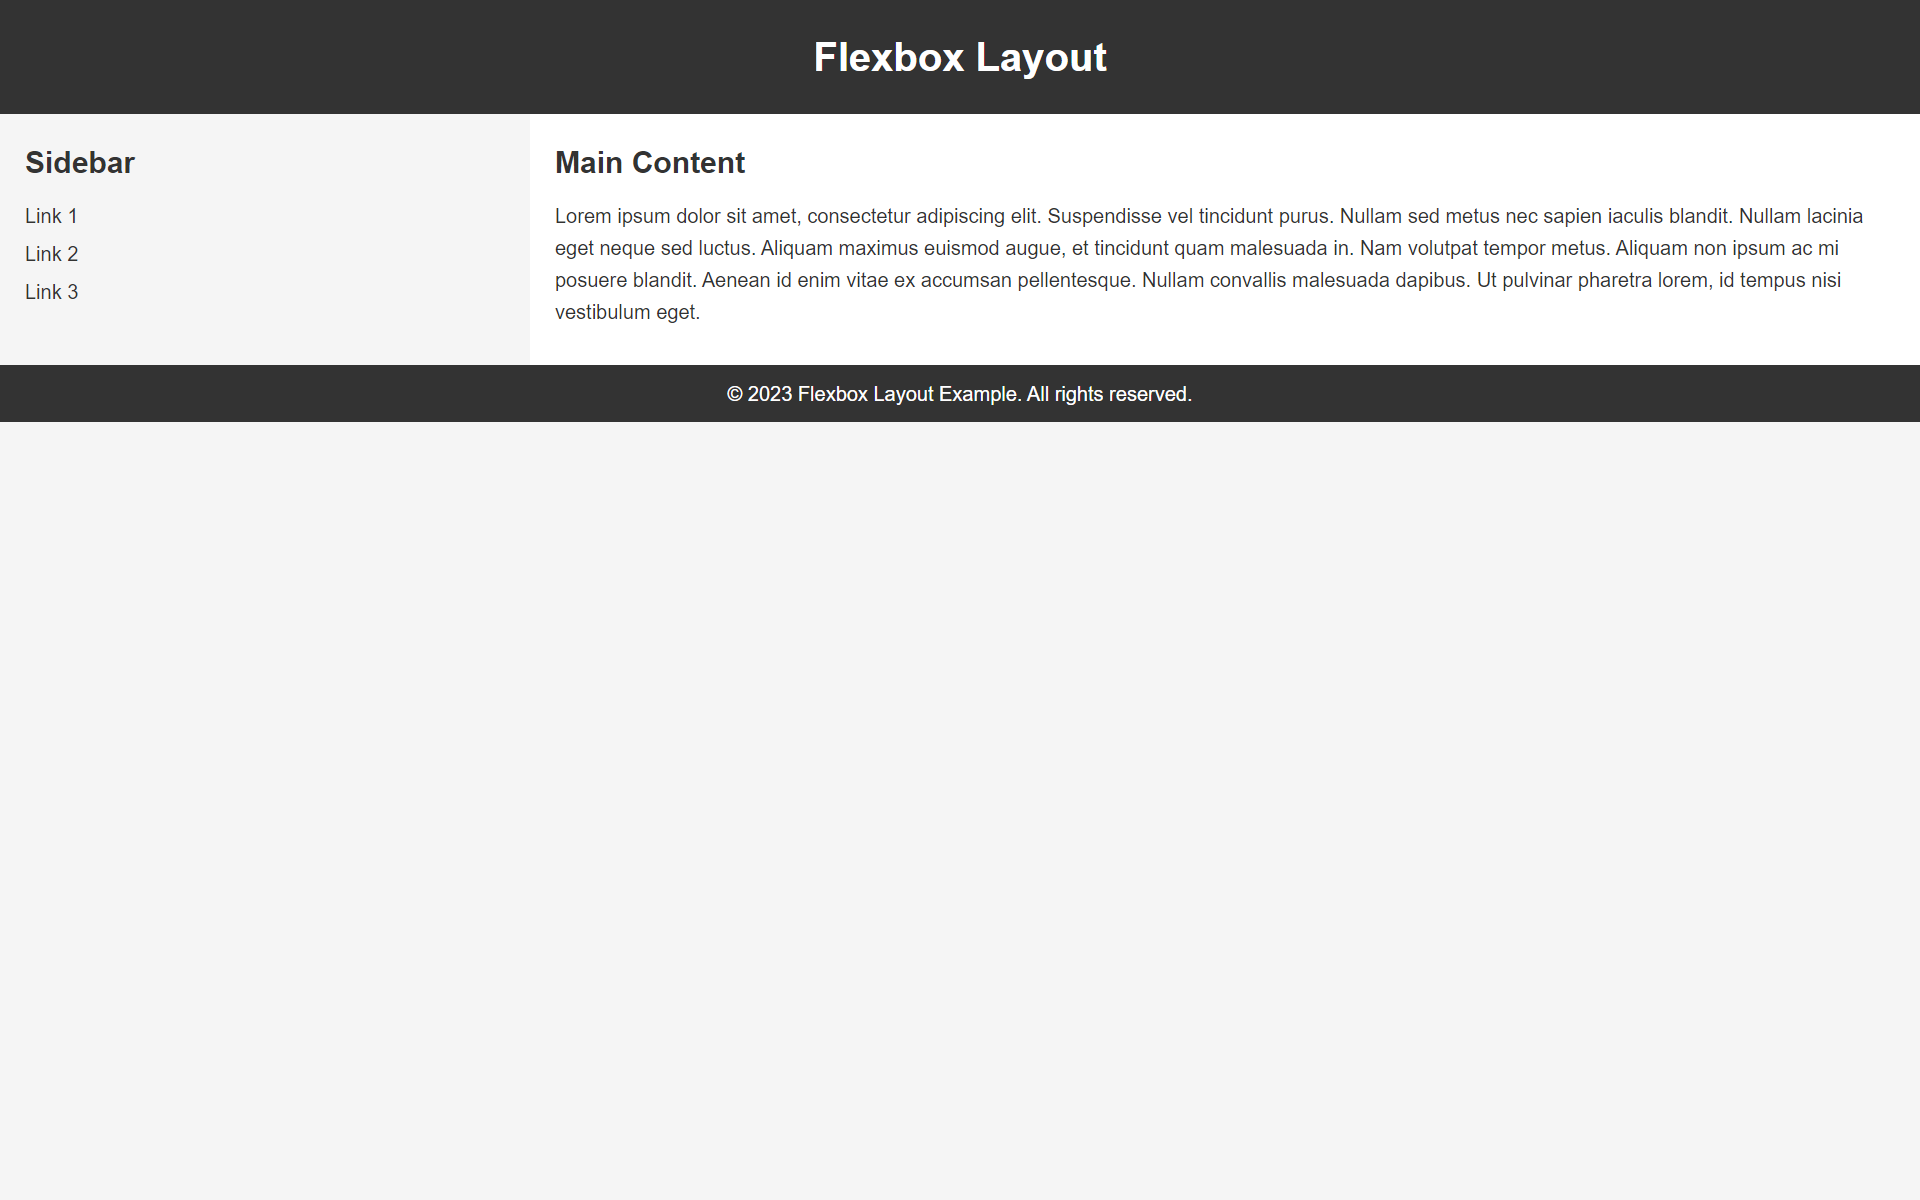 Flexbox Layout
Sidebar
Link 1
Link 2
Link 3
Main Content
Lorem ipsum dolor sit amet, consectetur adipiscing elit. Suspendisse vel tincidunt purus. Nullam sed metus nec sapien iaculis blandit. Nullam lacinia
eget neque sed luctus. Aliquam maximus euismod augue, et tincidunt quam malesuada in. Nam volutpat tempor metus. Aliquam non ipsum ac mi
posuere blandit. Aenean id enim vitae ex accumsan pellentesque. Nullam convallis malesuada dapibus. Ut pulvinar pharetra lorem, id tempus nisi
vestibulum eget.
© 2023 Flexbox Layout Example. All rights reserved.